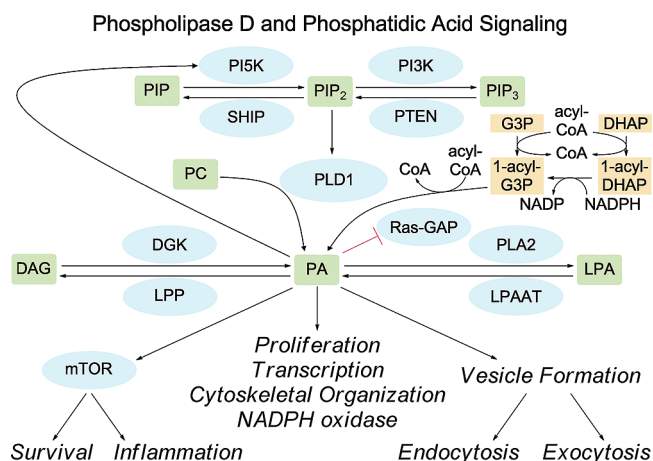 Phospholipase D and Phosphatidic Acid Signaling
PI5K
PI3K
PIP
PIP₂
PIP₃
SHIP
PTEN
G3P
acyl-
CoA
DHAP
CoA
PC
PLD1
CoA
acyl-
CoA
1-acyl-
G3P
1-acyl-
DHAP
NADP
NADPH
Ras-GAP
DGK
PLA2
DAG
PA
LPA
LPP
LPAAT
mTOR
Proliferation
Transcription
Cytoskeletal Organization
NADPH oxidase
Vesicle Formation
Survival
Inflammation
Endocytosis
Exocytosis